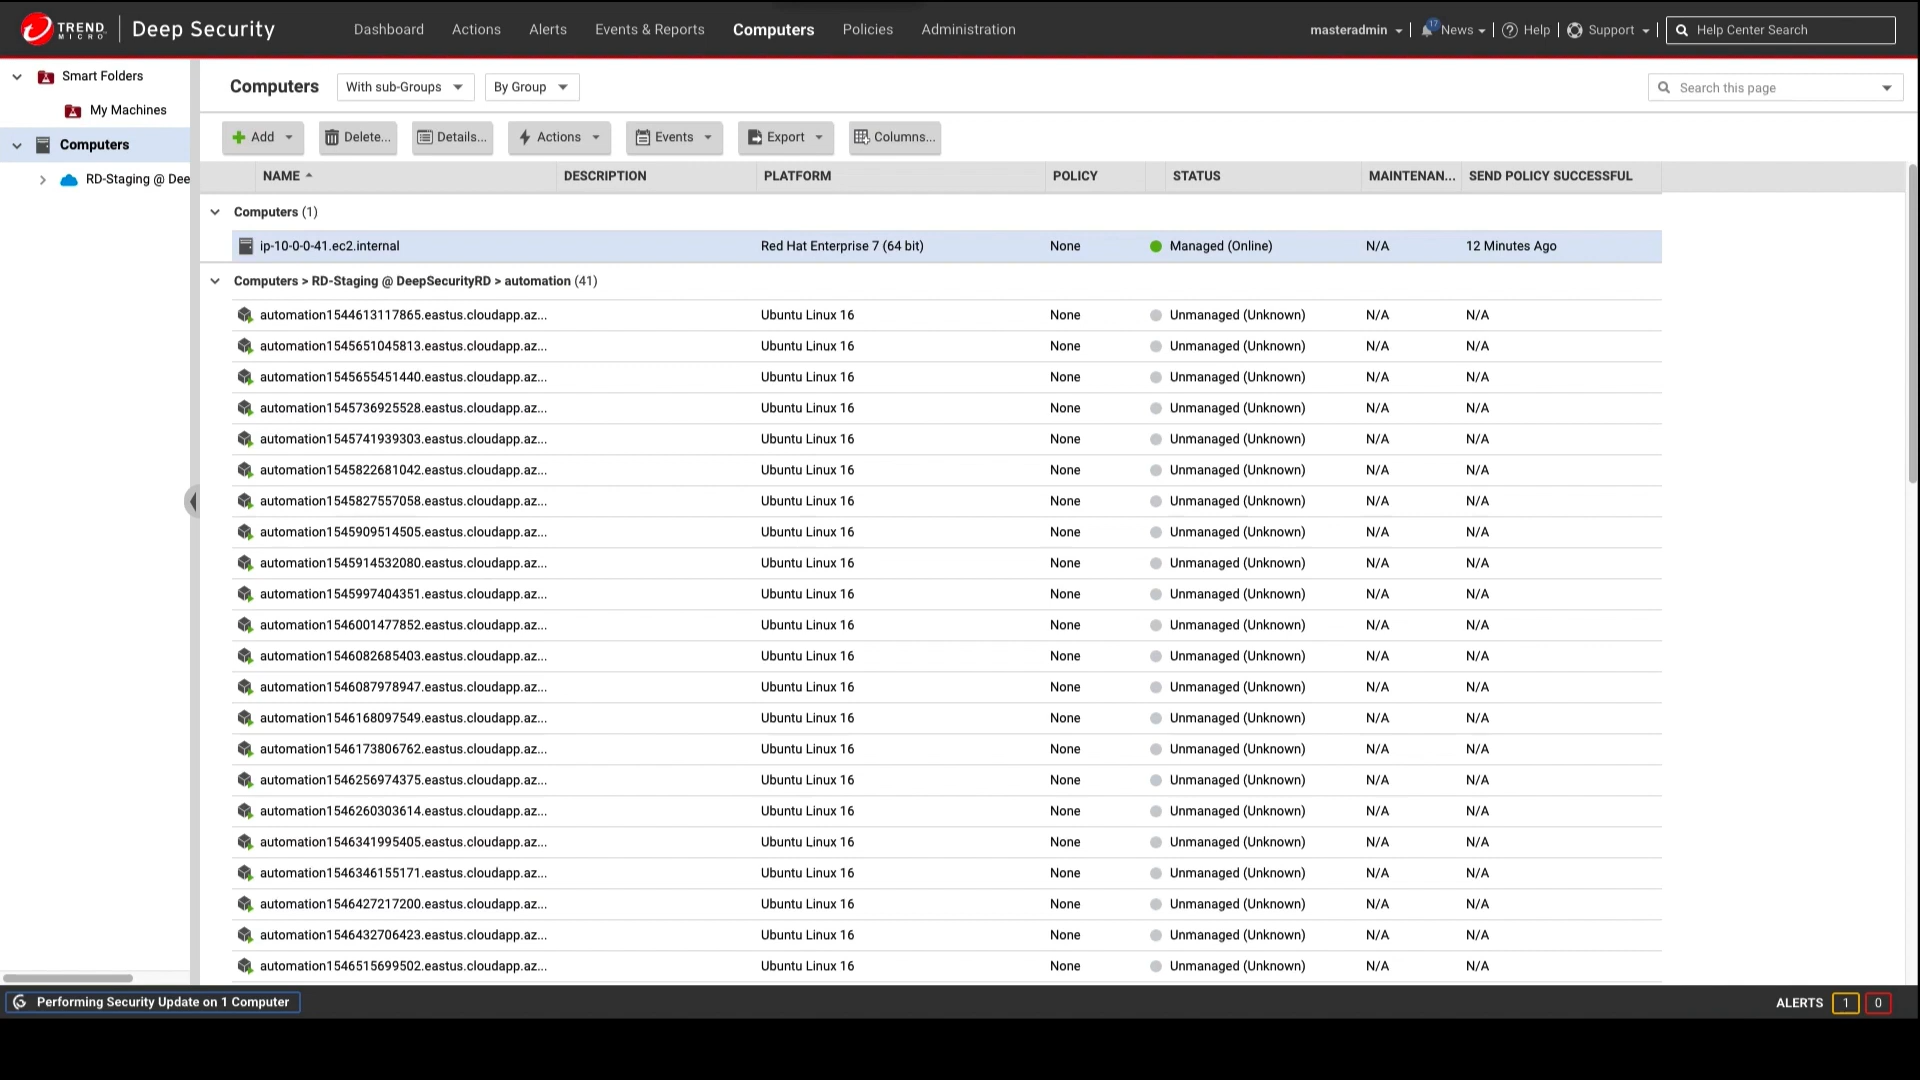 TREND MICRO Deep Security Dashboard Actions Alerts Events & Reports Computers Policies Administration masteradmin 17 News Help Support Help Center Search
Smart Folders
My Machines
Computers
RD-Staging @ Dee
Computers With sub-Groups By Group Search this page
Add Delete... Details... Actions Events Export Columns...
NAME DESCRIPTION PLATFORM POLICY STATUS MAINTENAN... SEND POLICY SUCCESSFUL
Computers (1)
ip-10-0-0-41.ec2.internal Red Hat Enterprise 7 (64 bit) None Managed (Online) N/A 12 Minutes Ago
Computers > RD-Staging @ DeepSecurityRD > automation (41)
automation1544613117865.eastus.cloudapp.az... Ubuntu Linux 16 None Unmanaged (Unknown) N/A N/A
automation1545651045813.eastus.cloudapp.az... Ubuntu Linux 16 None Unmanaged (Unknown) N/A N/A
automation1545655451440.eastus.cloudapp.az... Ubuntu Linux 16 None Unmanaged (Unknown) N/A N/A
automation1545736925528.eastus.cloudapp.az... Ubuntu Linux 16 None Unmanaged (Unknown) N/A N/A
automation1545741939303.eastus.cloudapp.az... Ubuntu Linux 16 None Unmanaged (Unknown) N/A N/A
automation1545822681042.eastus.cloudapp.az... Ubuntu Linux 16 None Unmanaged (Unknown) N/A N/A
automation1545827557058.eastus.cloudapp.az... Ubuntu Linux 16 None Unmanaged (Unknown) N/A N/A
automation1545909514505.eastus.cloudapp.az... Ubuntu Linux 16 None Unmanaged (Unknown) N/A N/A
automation1545914532080.eastus.cloudapp.az... Ubuntu Linux 16 None Unmanaged (Unknown) N/A N/A
automation1545997404351.eastus.cloudapp.az... Ubuntu Linux 16 None Unmanaged (Unknown) N/A N/A
automation1546001477852.eastus.cloudapp.az... Ubuntu Linux 16 None Unmanaged (Unknown) N/A N/A
automation1546082685403.eastus.cloudapp.az... Ubuntu Linux 16 None Unmanaged (Unknown) N/A N/A
automation1546087978947.eastus.cloudapp.az... Ubuntu Linux 16 None Unmanaged (Unknown) N/A N/A
automation1546168097549.eastus.cloudapp.az... Ubuntu Linux 16 None Unmanaged (Unknown) N/A N/A
automation1546173806762.eastus.cloudapp.az... Ubuntu Linux 16 None Unmanaged (Unknown) N/A N/A
automation1546256974375.eastus.cloudapp.az... Ubuntu Linux 16 None Unmanaged (Unknown) N/A N/A
automation1546260303614.eastus.cloudapp.az... Ubuntu Linux 16 None Unmanaged (Unknown) N/A N/A
automation1546341995405.eastus.cloudapp.az... Ubuntu Linux 16 None Unmanaged (Unknown) N/A N/A
automation1546346155171.eastus.cloudapp.az... Ubuntu Linux 16 None Unmanaged (Unknown) N/A N/A
automation1546427217200.eastus.cloudapp.az... Ubuntu Linux 16 None Unmanaged (Unknown) N/A N/A
automation1546432706423.eastus.cloudapp.az... Ubuntu Linux 16 None Unmanaged (Unknown) N/A N/A
automation1546515699502.eastus.cloudapp.az... Ubuntu Linux 16 None Unmanaged (Unknown) N/A N/A
Performing Security Update on 1 Computer ALERTS 1 0